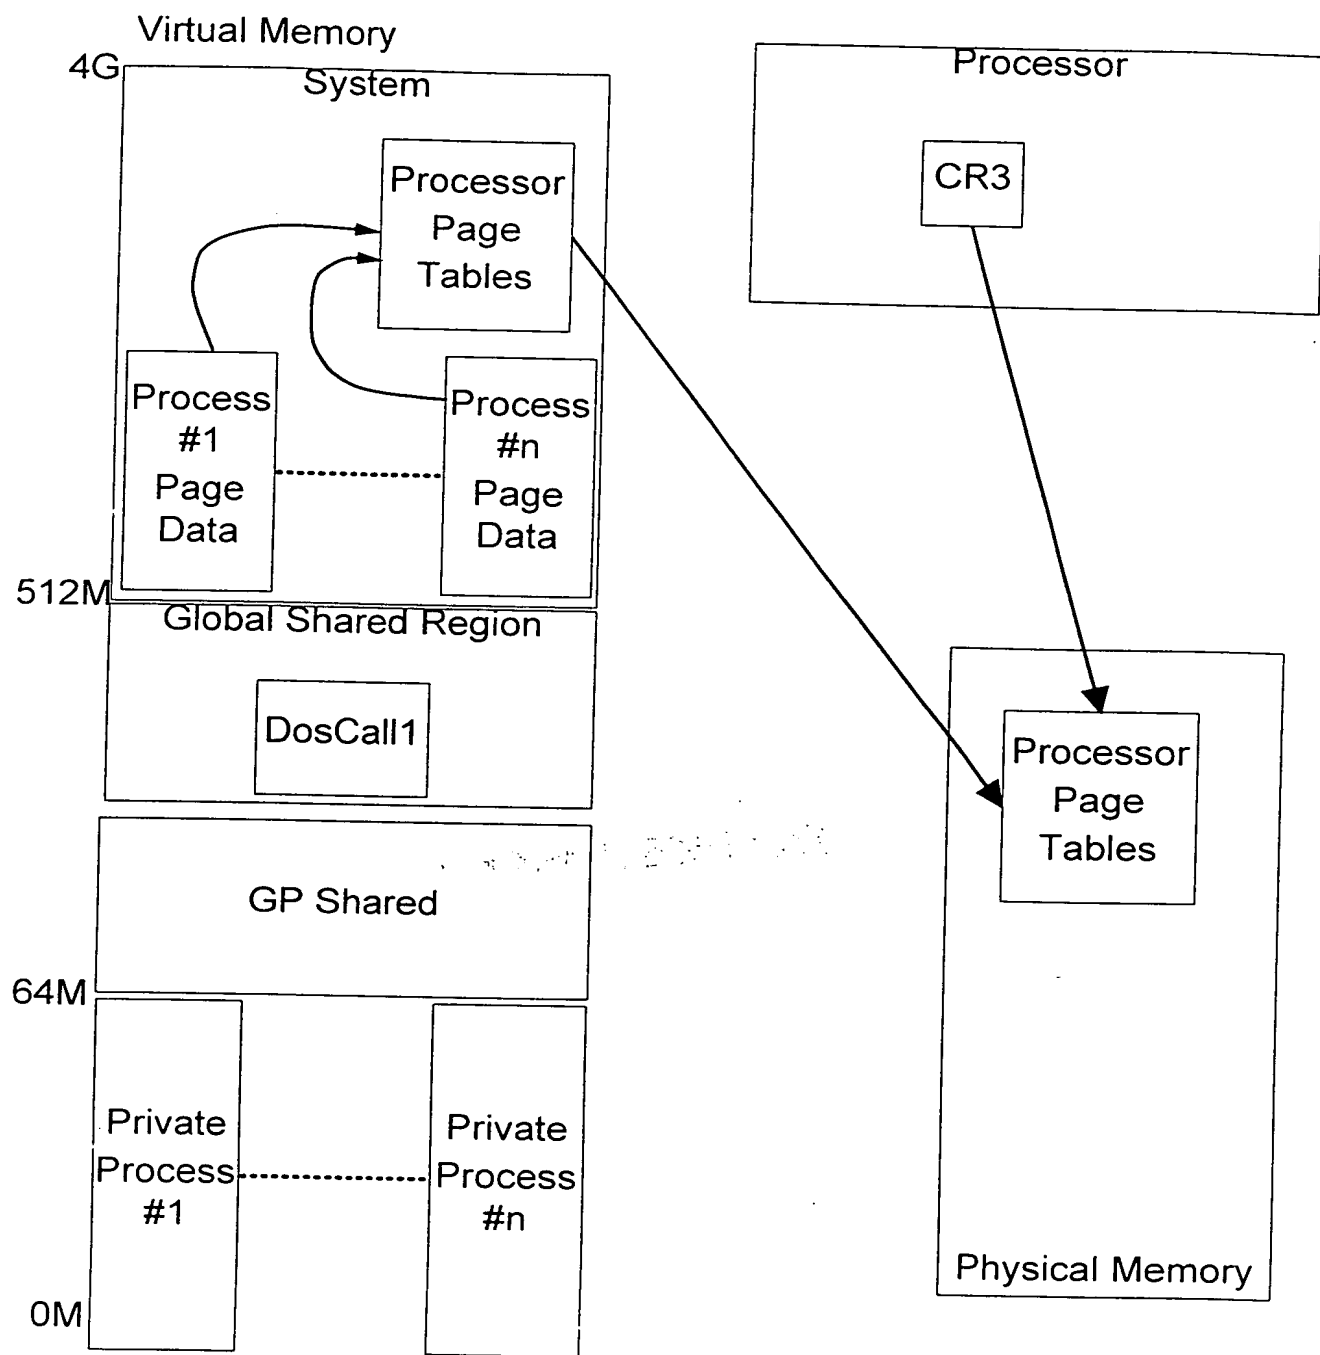 Virtual Memory
4G
System
Processor
Page
Tables
Process
#1
Page
Data
Process
#n
Page
Data
512M
Global Shared Region
DosCall1
GP Shared
64M
Private
Process
#1
Private
Process
#n
0M
Processor
CR3
Processor
Page
Tables
Physical Memory